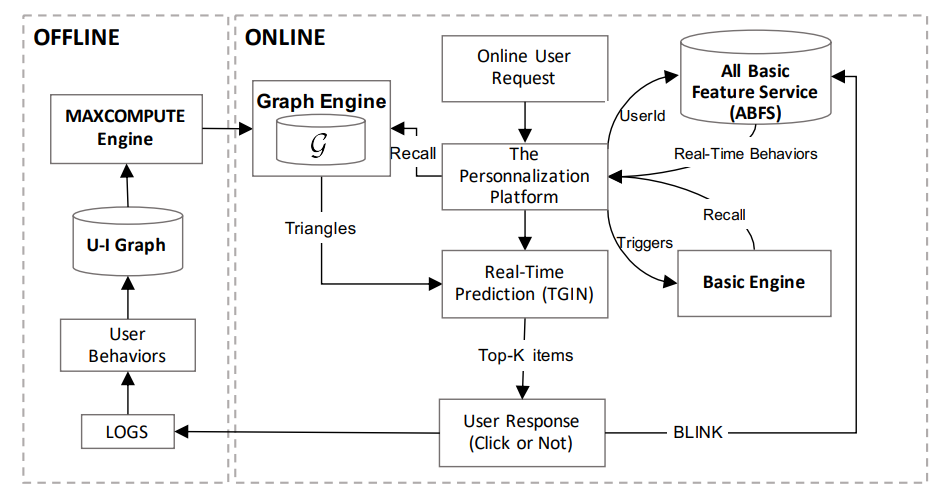 OFFLINE
ONLINE
MAXCOMPUTE
Engine
U-I Graph
User
Behaviors
LOGS
Graph Engine
𝒢
Triangles
Recall
Online User
Request
The
Personnalization
Platform
Real-Time
Prediction (TGIN)
Top-K items
User Response
(Click or Not)
All Basic
Feature Service
(ABFS)
UserId
Real-Time Behaviors
Recall
Triggers
Basic Engine
BLINK